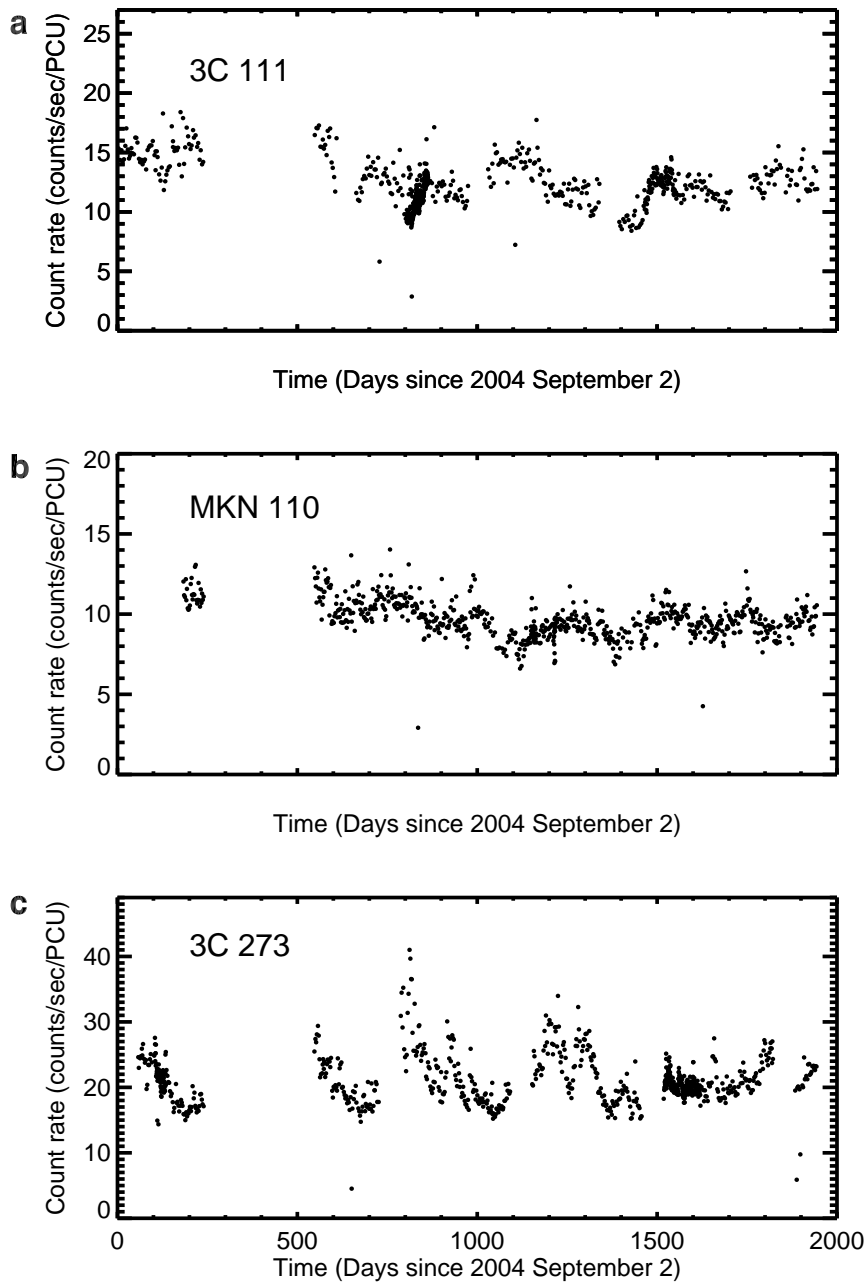 a
3C 111
25
20
15
10
5
0
Count rate (counts/sec/PCU)
Time (Days since 2004 September 2)
b
MKN 110
20
15
10
5
0
Count rate (counts/sec/PCU)
Time (Days since 2004 September 2)
c
3C 273
40
30
20
10
0
Count rate (counts/sec/PCU)
0 500 1000 1500 2000
Time (Days since 2004 September 2)